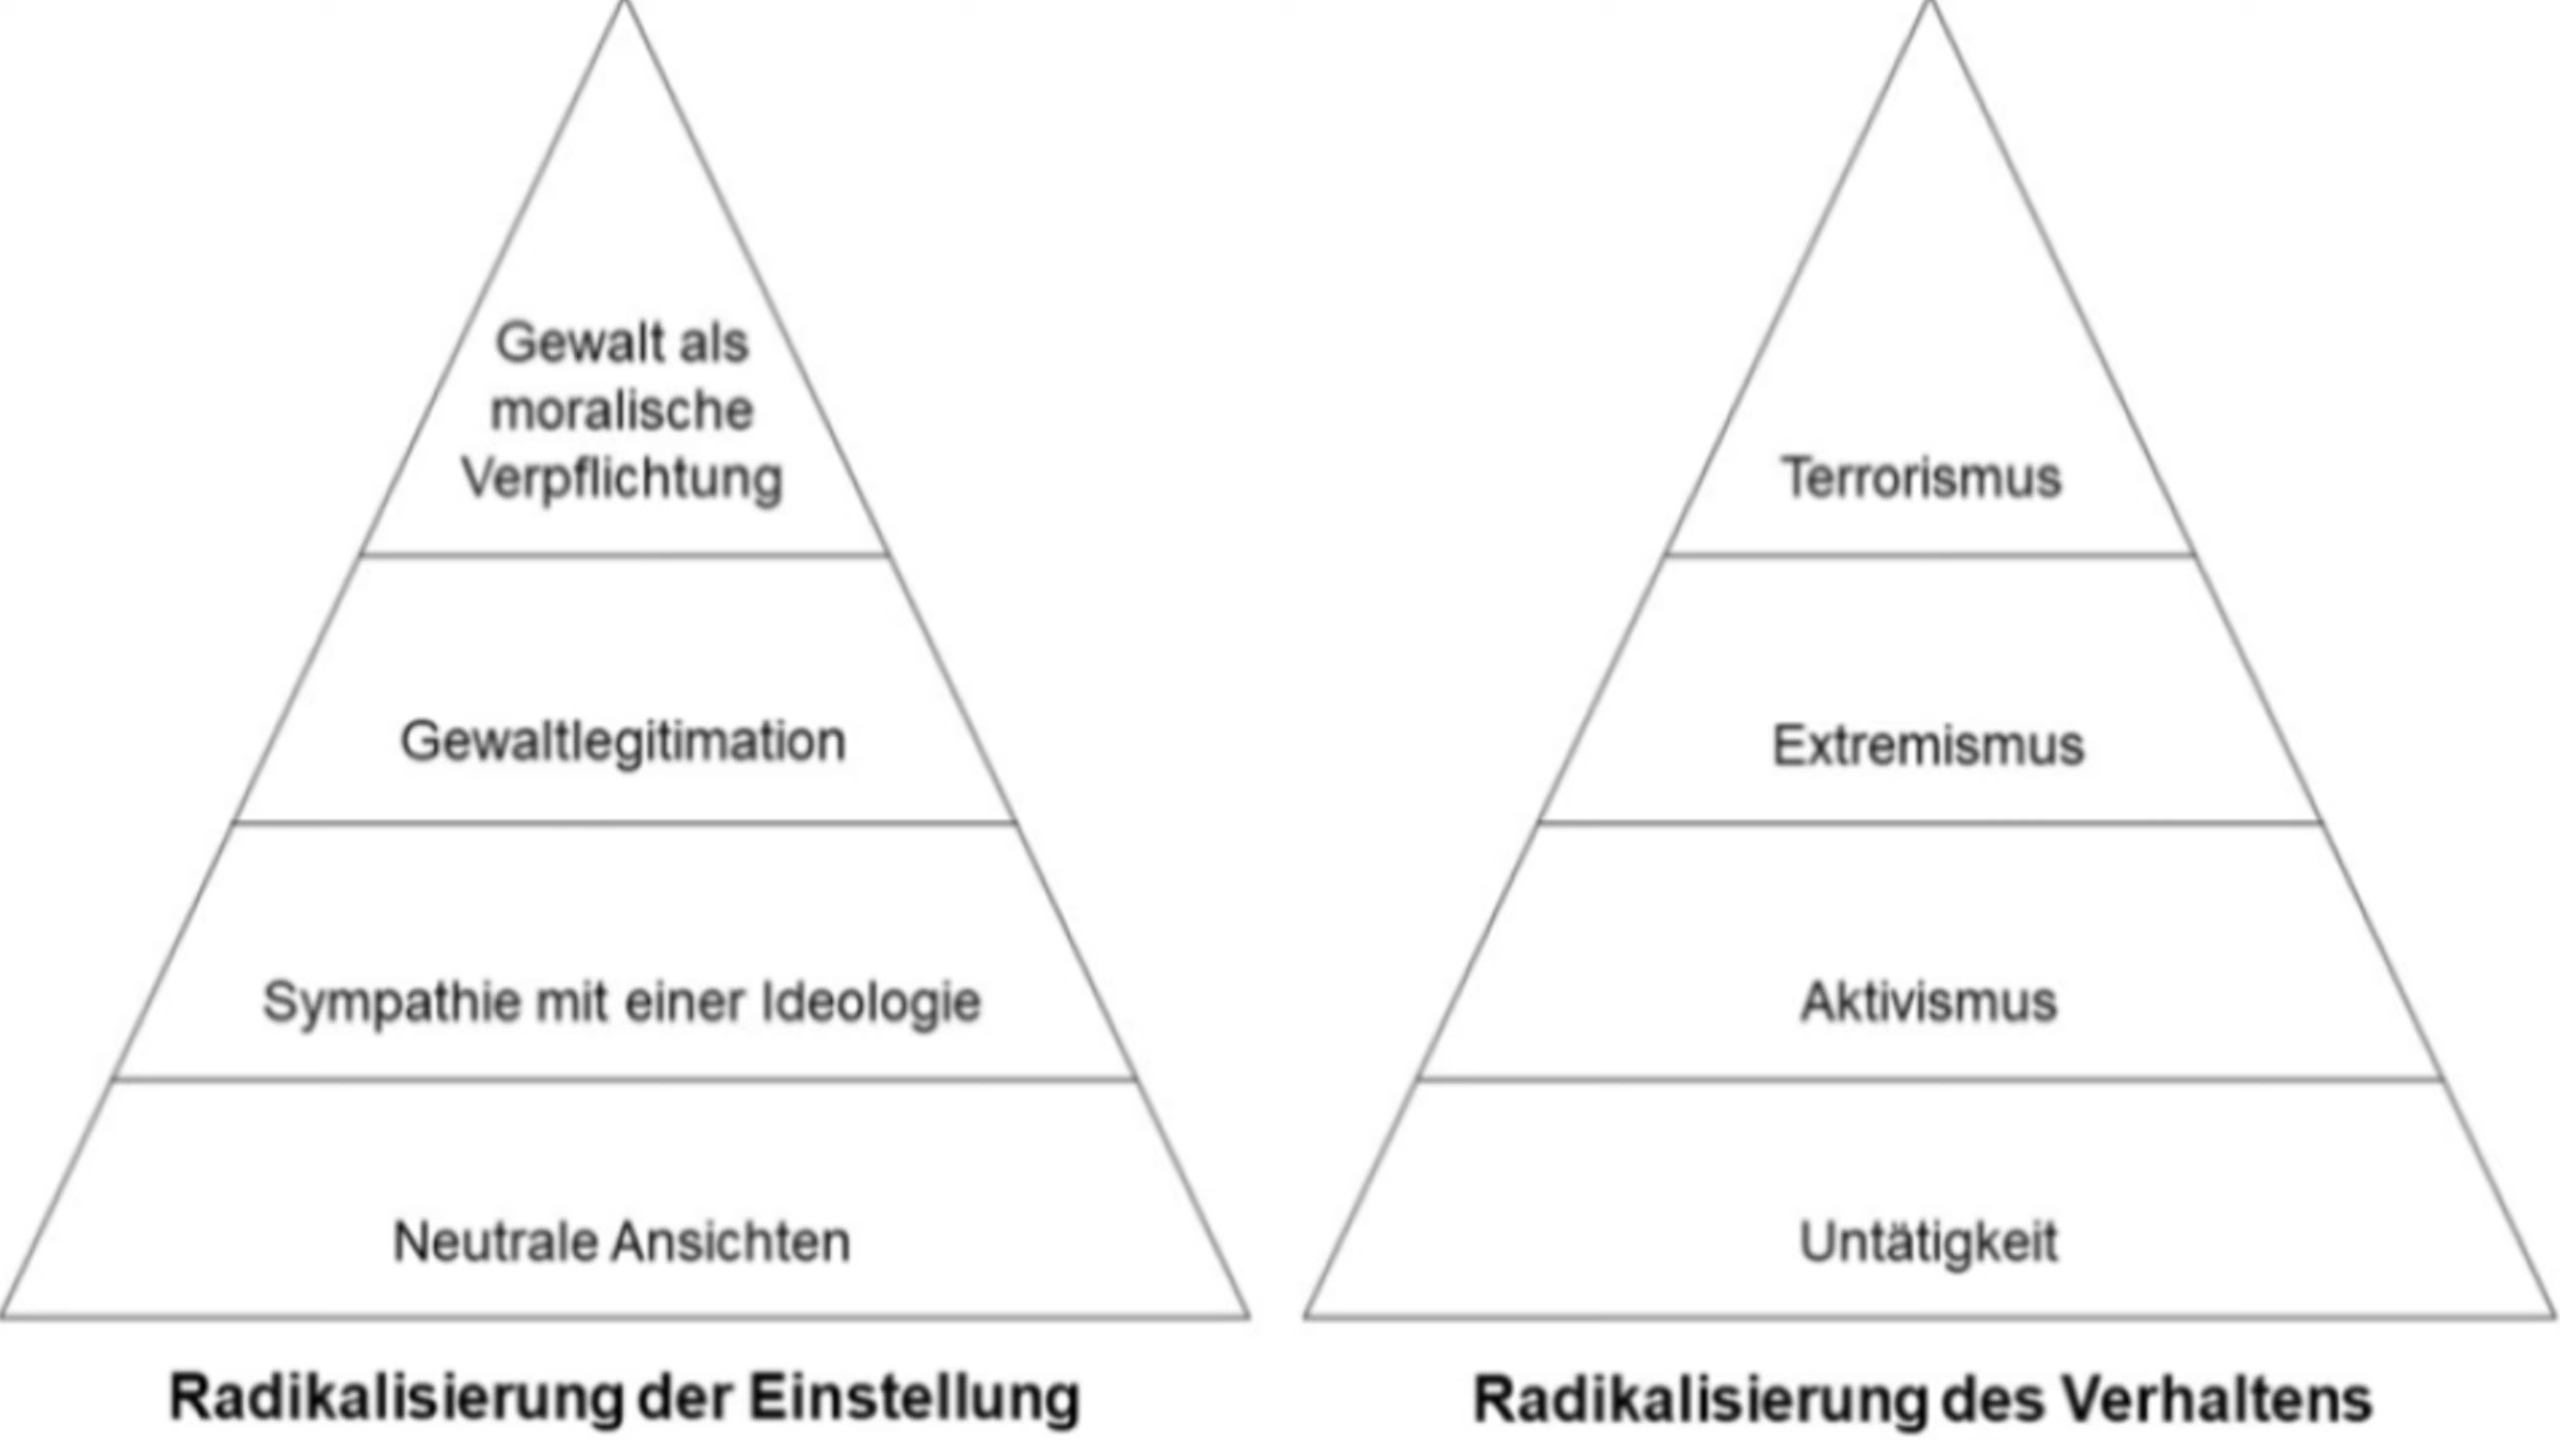 Gewalt als
moralische
Verpflichtung
Gewaltlegitimation
Sympathie mit einer Ideologie
Neutrale Ansichten
Radikalisierung der Einstellung
Terrorismus
Extremismus
Aktivismus
Untätigkeit
Radikalisierung des Verhaltens